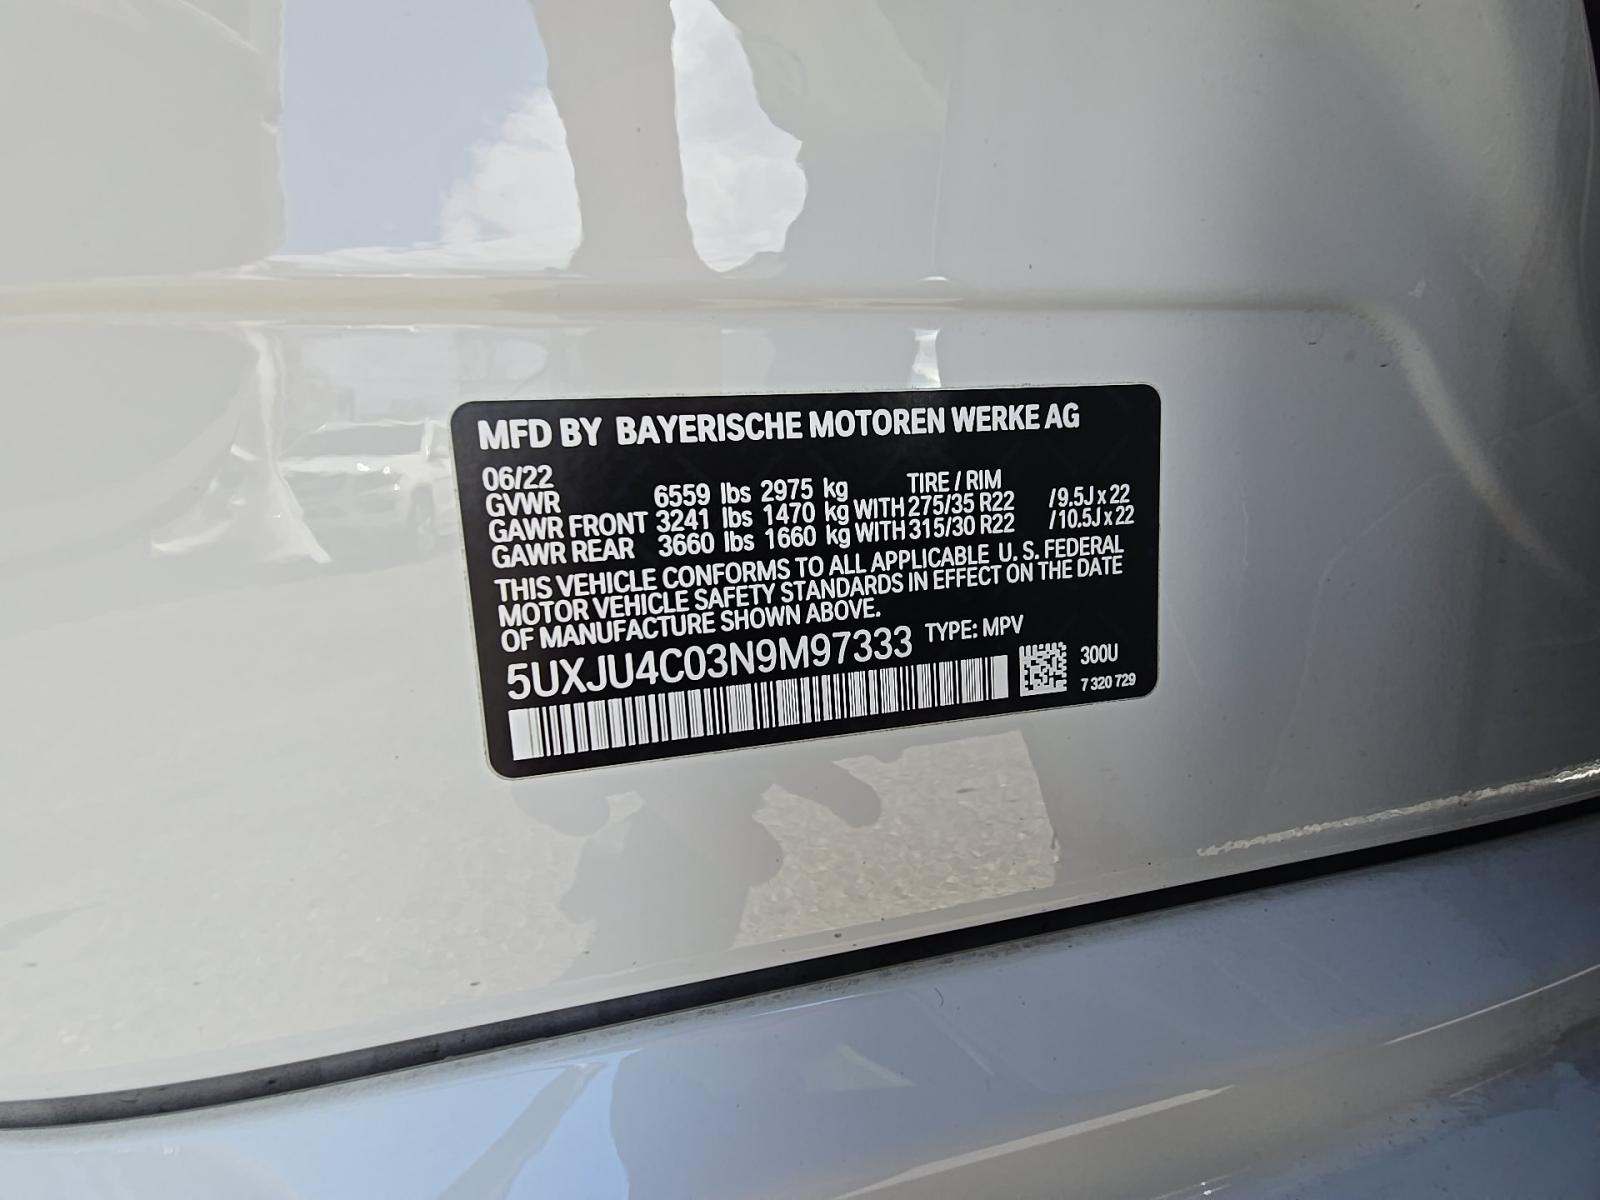 MFD BY BAYERISCHE MOTOREN WERKE AG
06/22 TIRE / RIM
GVWR 6559 lbs 2975 kg
GAWR FRONT 3241 lbs 1470 kg WITH 275/35 R22 /9.5J x 22
GAWR REAR 3660 lbs 1660 kg WITH 315/30 R22 /10.5J x 22
THIS VEHICLE CONFORMS TO ALL APPLICABLE U. S. FEDERAL
MOTOR VEHICLE SAFETY STANDARDS IN EFFECT ON THE DATE
OF MANUFACTURE SHOWN ABOVE.
5UXJU4C03N9M97333 TYPE: MPV
300U
7 320 729